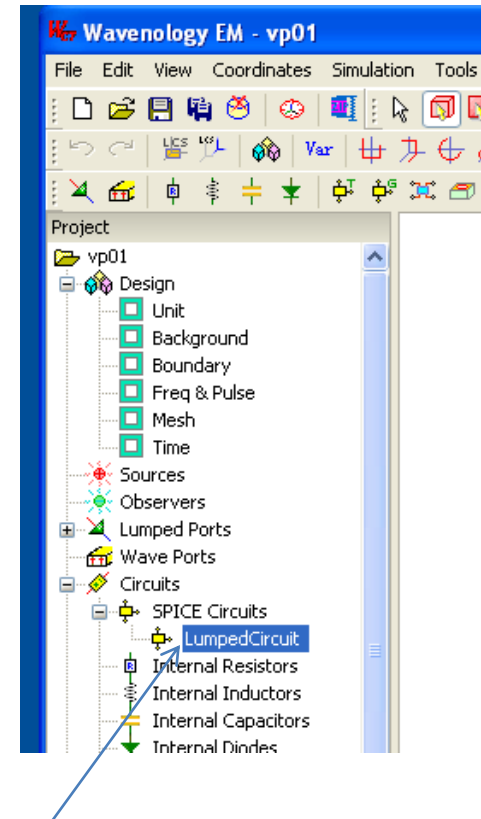 Wavenology EM - vp01
File Edit View Coordinates Simulation Tools
UCS Var
T G
R
Project
vp01
Design
Unit
Background
Boundary
Freq & Pulse
Mesh
Time
Sources
Observers
Lumped Ports
Wave Ports
Circuits
SPICE Circuits
LumpedCircuit
R Internal Resistors
Internal Inductors
Internal Capacitors
Internal Diodes